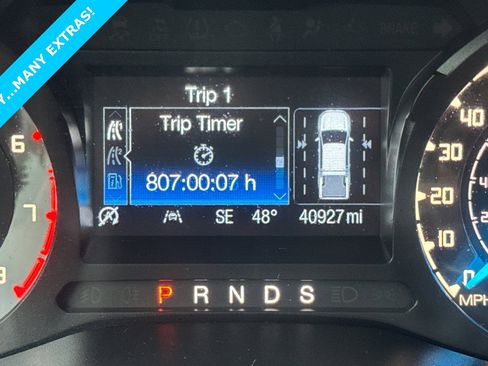 Y...MANY EXTRAS!
BRAKE
Trip 1
Trip Timer
807:00:07 h
SE 48° 40927 mi
P R N D S
6
7
40
30
20
10
0
MPH